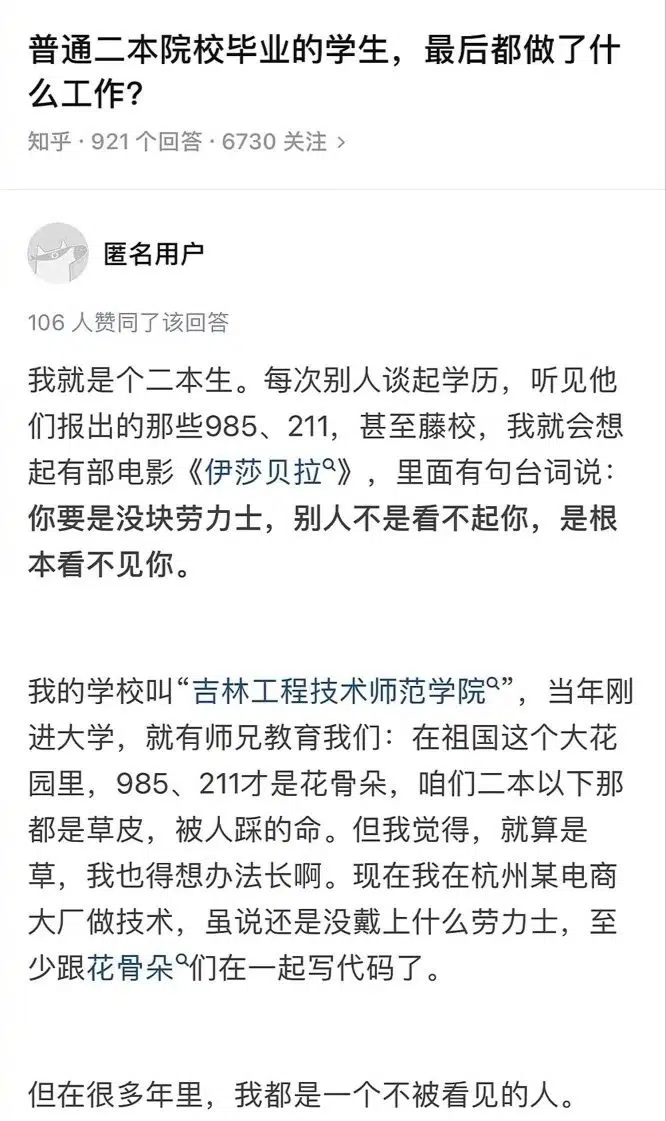 普通二本院校毕业的学生，最后都做了什
么工作？
知乎 · 921 个回答 · 6730 关注 >
匿名用户
106 人赞同了该回答
我就是个二本生。每次别人谈起学历，听见他
们报出的那些985、211，甚至藤校，我就会想
起有部电影《伊莎贝拉》，里面有句台词说：
你要是没块劳力士，别人不是看不起你，是根
本看不见你。
我的学校叫“吉林工程技术师范学院”，当年刚
进大学，就有师兄教育我们：在祖国这个大花
园里，985、211才是花骨朵，咱们二本以下那
都是草皮，被人踩的命。但我觉得，就算是
草，我也得想办法长啊。现在我在杭州某电商
大厂做技术，虽说还是没戴上什么劳力士，至
少跟花骨朵们在一起写代码了。
但在很多年里，我都是一个不被看见的人。